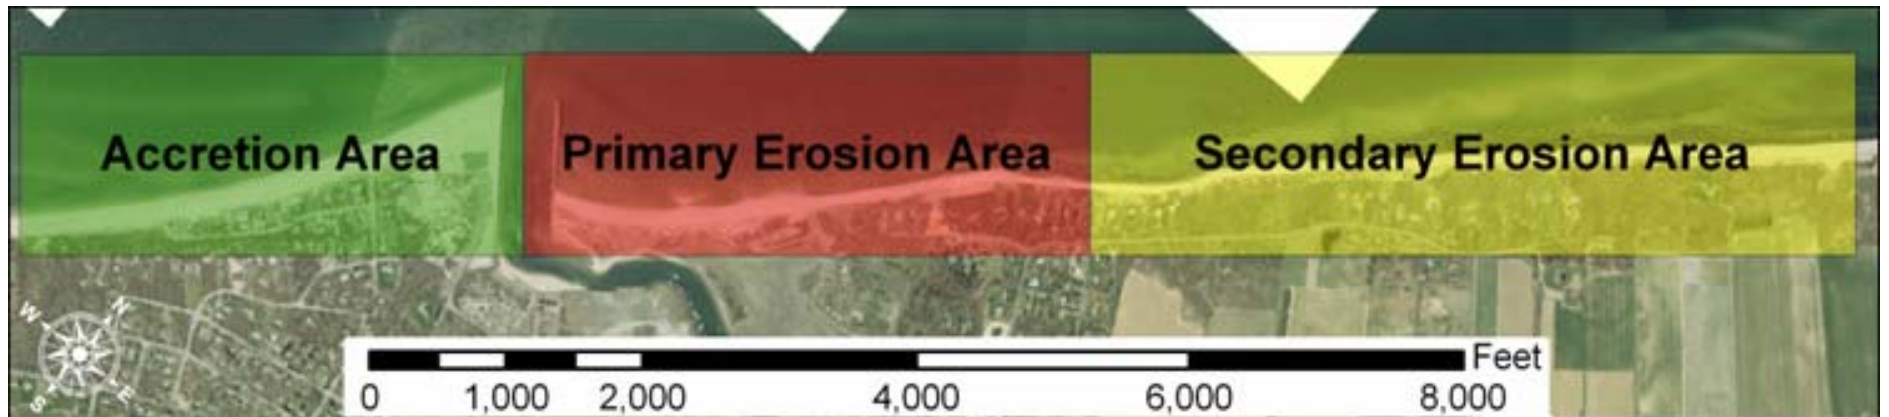 Accretion Area
Primary Erosion Area
Secondary Erosion Area
W
N
S
E
Feet
0 1,000 2,000 4,000 6,000 8,000